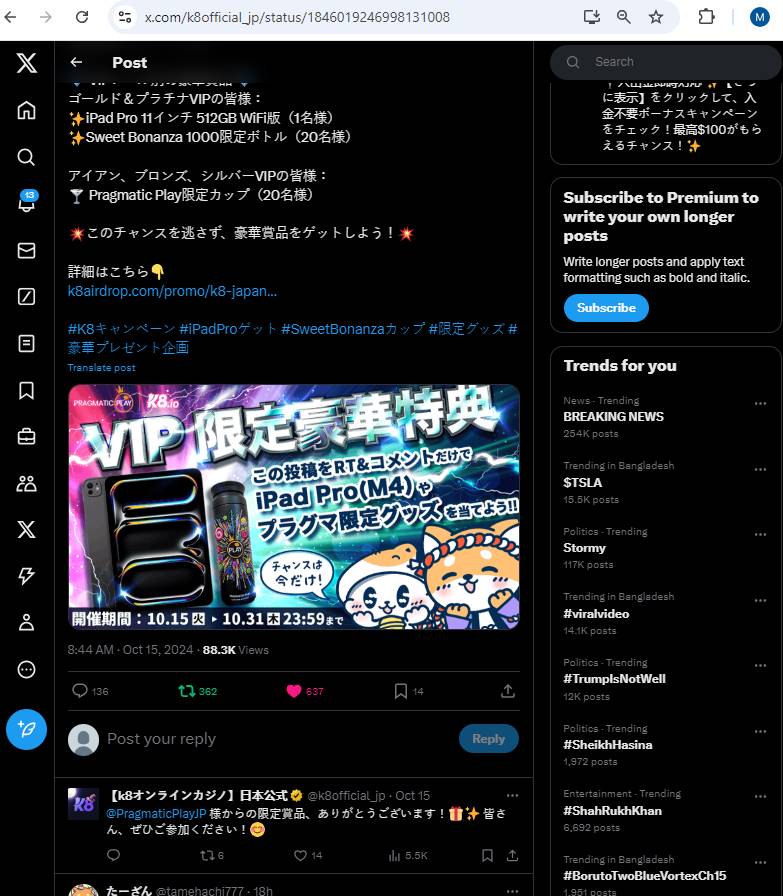 x.com/k8official_jp/status/1846019246998131008
M
Post
ゴールド＆プラチナVIPの皆様：
✨iPad Pro 11インチ 512GB WiFi版（1名様）
✨Sweet Bonanza 1000限定ボトル（20名様）
アイアン、ブロンズ、シルバーVIPの皆様：
🍸 Pragmatic Play限定カップ（20名様）
💥このチャンスを逃さず、豪華賞品をゲットしよう！💥
詳細はこちら👇
k8airdrop.com/promo/k8-japan...
#K8キャンペーン #iPadProゲット #SweetBonanzaカップ #限定グッズ #
豪華プレゼント企画
Translate post
PRAGMATIC PLAY K8.io
VIP限定豪華特典
この投稿をRT&コメントだけで
iPad Pro(M4) や
プラグマ限定グッズ を当てよう!!
PLAY
チャンスは
今だけ!
開催期間：10.15 火 ▸ 10.31 木 23:59まで
8:44 AM · Oct 15, 2024 · 88.3K Views
136 362 637 14
Post your reply
Reply
K8
【k8オンラインカジノ】日本公式 @k8official_jp · Oct 15
@PragmaticPlayJP 様からの限定賞品、ありがとうございます！🎁✨ 皆さ
ん、ぜひご参加ください！😊
6 14 5.5K
たーざん @tamehachi777 · 18h
13
Search
に表示】をクリックして、入
金不要ボーナスキャンペーン
をチェック！最高$100がもら
えるチャンス！✨
Subscribe to Premium to
write your own longer
posts
Write longer posts and apply text
formatting such as bold and italic.
Subscribe
Trends for you
News · Trending
BREAKING NEWS
254K posts
Trending in Bangladesh
$TSLA
15.5K posts
Politics · Trending
Stormy
117K posts
Trending in Bangladesh
#viralvideo
14.1K posts
Politics · Trending
#TrumpIsNotWell
12K posts
Politics · Trending
#SheikhHasina
1,972 posts
Entertainment · Trending
#ShahRukhKhan
6,692 posts
Trending in Bangladesh
#BorutoTwoBlueVortexCh15
1,951 posts